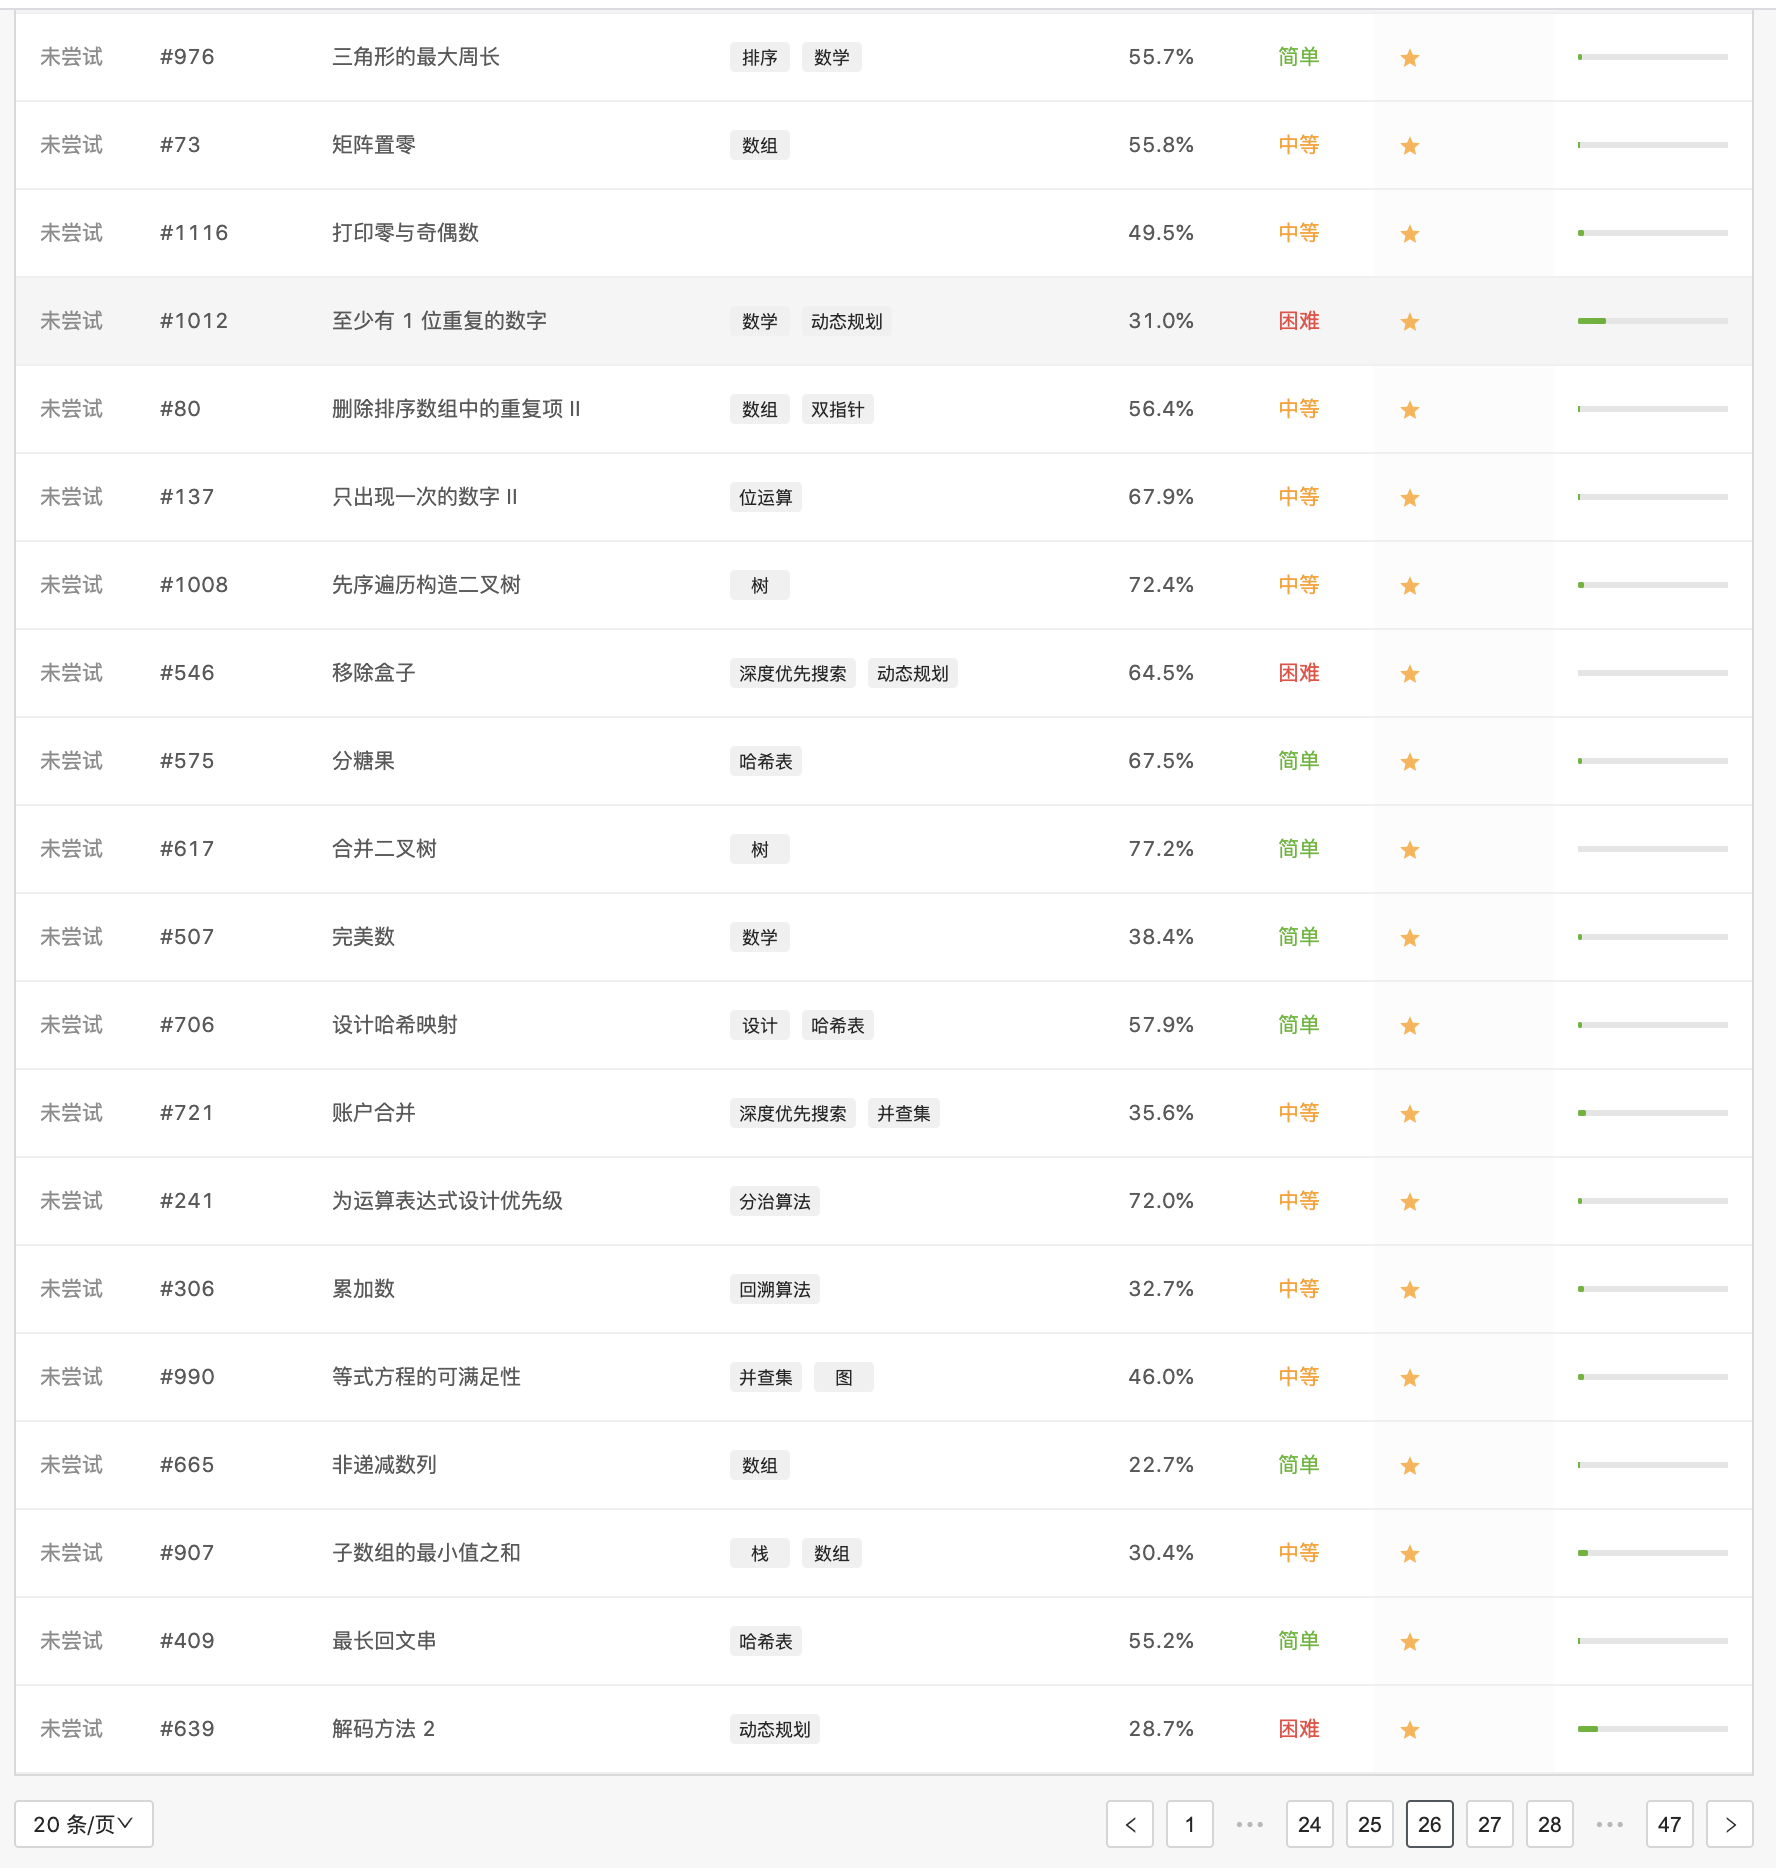 未尝试 #976 三角形的最大周长 排序 数学 55.7% 简单
未尝试 #73 矩阵置零 数组 55.8% 中等
未尝试 #1116 打印零与奇偶数 49.5% 中等
未尝试 #1012 至少有 1 位重复的数字 数学 动态规划 31.0% 困难
未尝试 #80 删除排序数组中的重复项 II 数组 双指针 56.4% 中等
未尝试 #137 只出现一次的数字 II 位运算 67.9% 中等
未尝试 #1008 先序遍历构造二叉树 树 72.4% 中等
未尝试 #546 移除盒子 深度优先搜索 动态规划 64.5% 困难
未尝试 #575 分糖果 哈希表 67.5% 简单
未尝试 #617 合并二叉树 树 77.2% 简单
未尝试 #507 完美数 数学 38.4% 简单
未尝试 #706 设计哈希映射 设计 哈希表 57.9% 简单
未尝试 #721 账户合并 深度优先搜索 并查集 35.6% 中等
未尝试 #241 为运算表达式设计优先级 分治算法 72.0% 中等
未尝试 #306 累加数 回溯算法 32.7% 中等
未尝试 #990 等式方程的可满足性 并查集 图 46.0% 中等
未尝试 #665 非递减数列 数组 22.7% 简单
未尝试 #907 子数组的最小值之和 栈 数组 30.4% 中等
未尝试 #409 最长回文串 哈希表 55.2% 简单
未尝试 #639 解码方法 2 动态规划 28.7% 困难
20 条/页 < 1 ••• 24 25 26 27 28 ••• 47 >